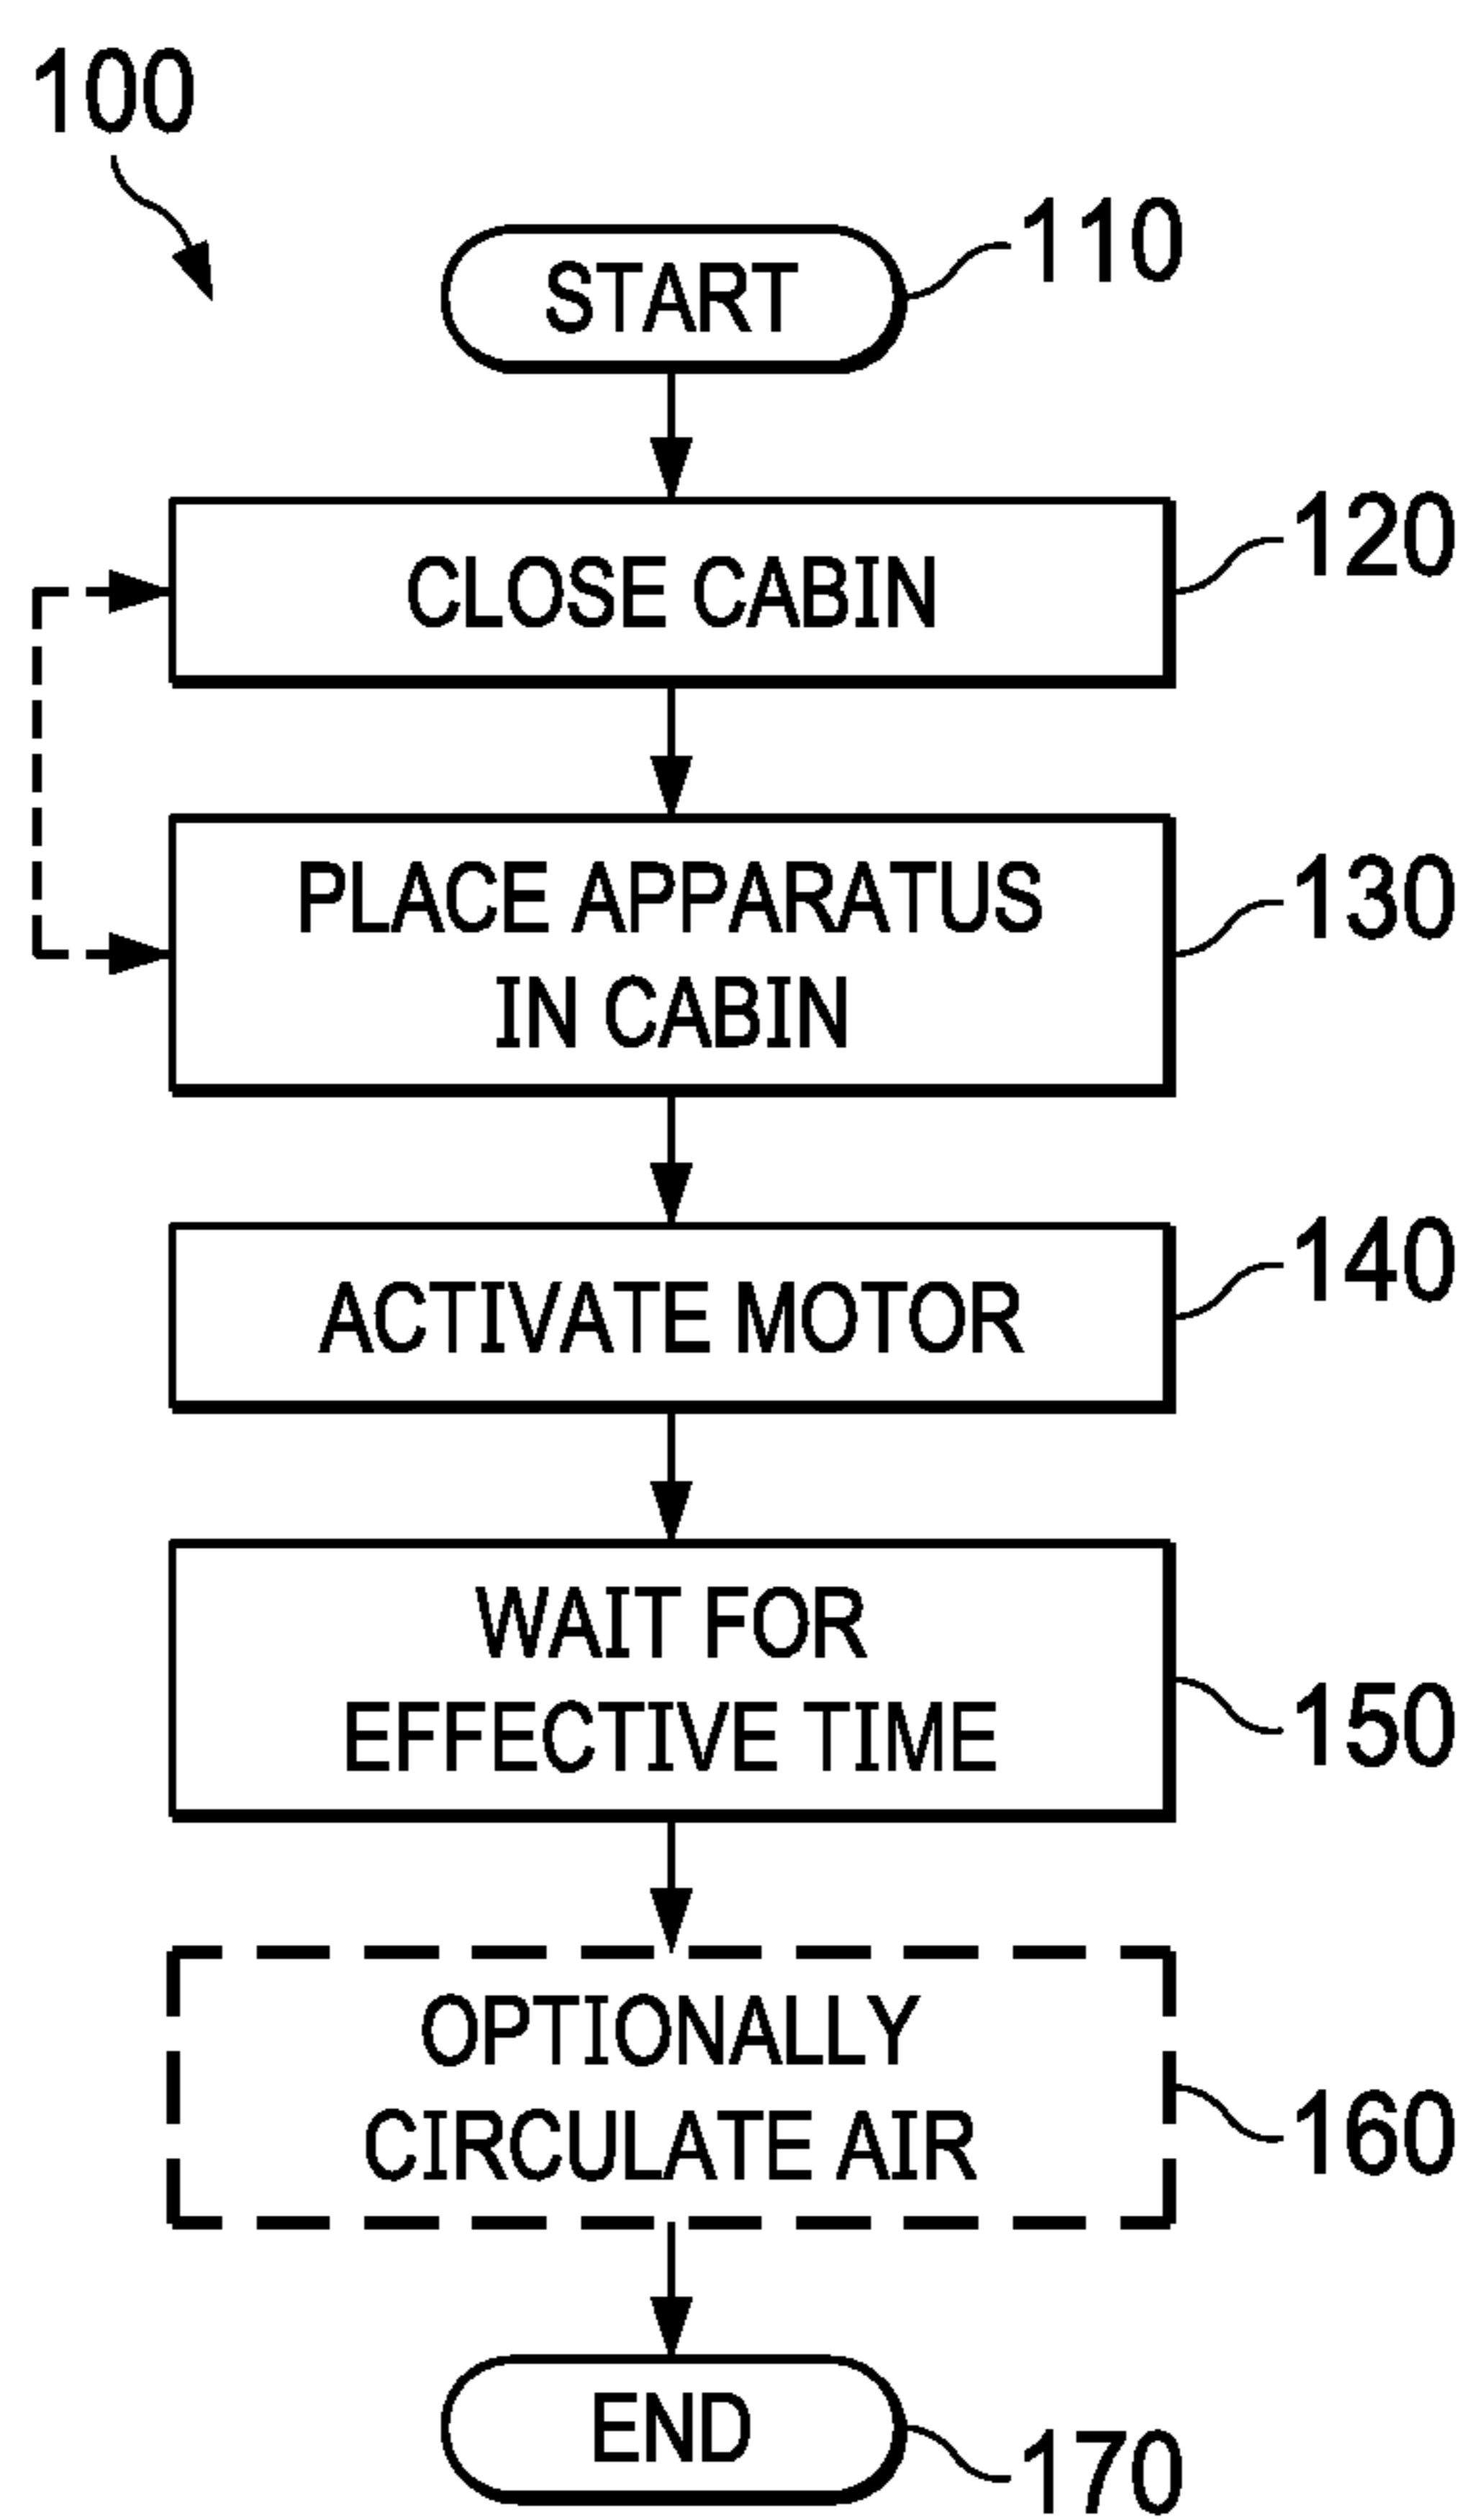 100
START
110
CLOSE CABIN
120
PLACE APPARATUS
IN CABIN
130
ACTIVATE MOTOR
140
WAIT FOR
EFFECTIVE TIME
150
OPTIONALLY
CIRCULATE AIR
160
END
170